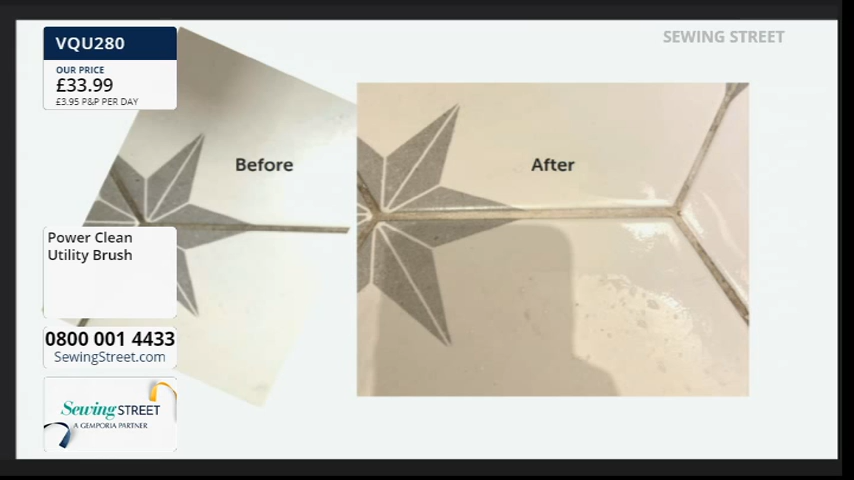 SEWING STREET
VQU280
OUR PRICE
£33.99
£3.95 P&P PER DAY
Before
After
Power Clean
Utility Brush
0800 001 4433
SewingStreet.com
Sewing STREET
A GEMPORIA PARTNER